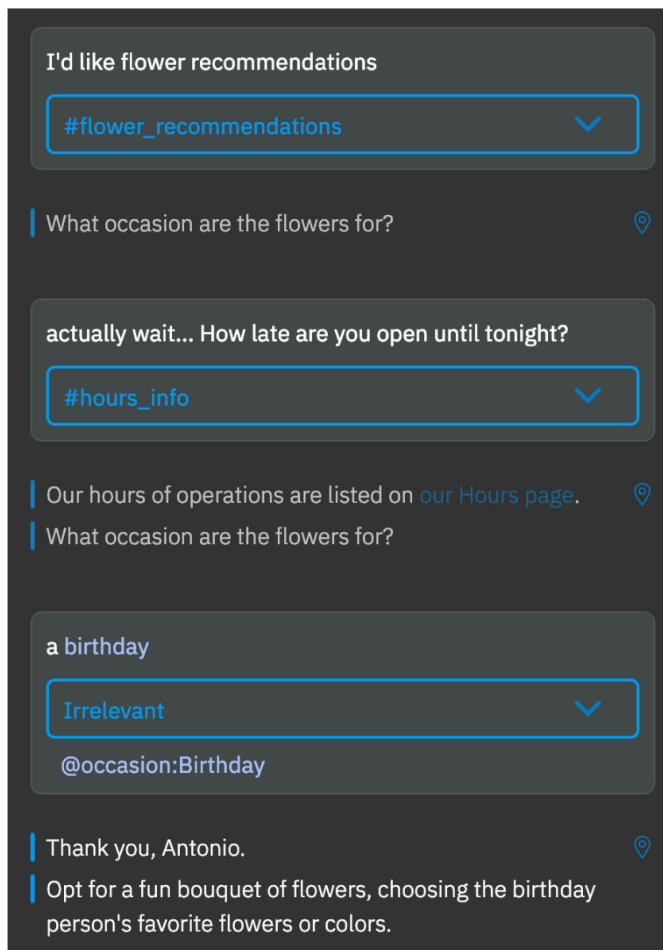 I'd like flower recommendations
#flower_recommendations
What occasion are the flowers for?
actually wait... How late are you open until tonight?
#hours_info
Our hours of operations are listed on our Hours page.
What occasion are the flowers for?
a birthday
Irrelevant
@occasion:Birthday
Thank you, Antonio.
Opt for a fun bouquet of flowers, choosing the birthday
person's favorite flowers or colors.